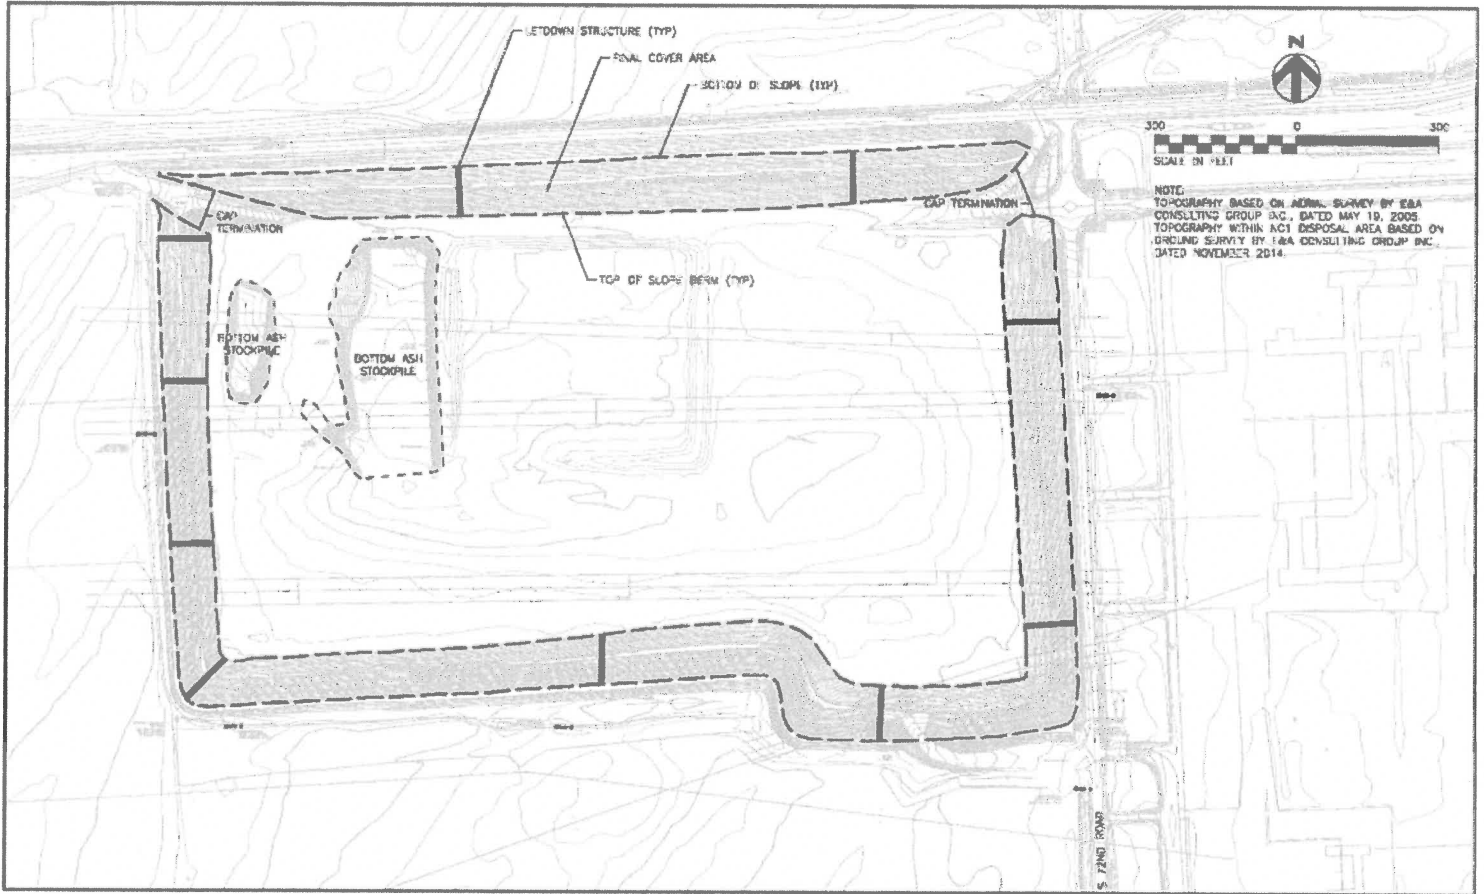 LETDOWN STRUCTURE (TYP)
FINAL COVER AREA
BOTTOM OF SLOPE (TYP)
N
300 0 300
SCALE IN FEET
NOTE:
TOPOGRAPHY BASED ON AERIAL SURVEY BY E&A
CONSULTING GROUP INC., DATED MAY 19, 2005.
TOPOGRAPHY WITHIN NC1 DISPOSAL AREA BASED ON
GROUND SURVEY BY E&A CONSULTING GROUP INC.
DATED NOVEMBER 2014.
CAP TERMINATION
CAP
TERMINATION
TOP OF SLOPE BERM (TYP)
BOTTOM ASH
STOCKPILE
BOTTOM ASH
STOCKPILE
S 72ND ROAD